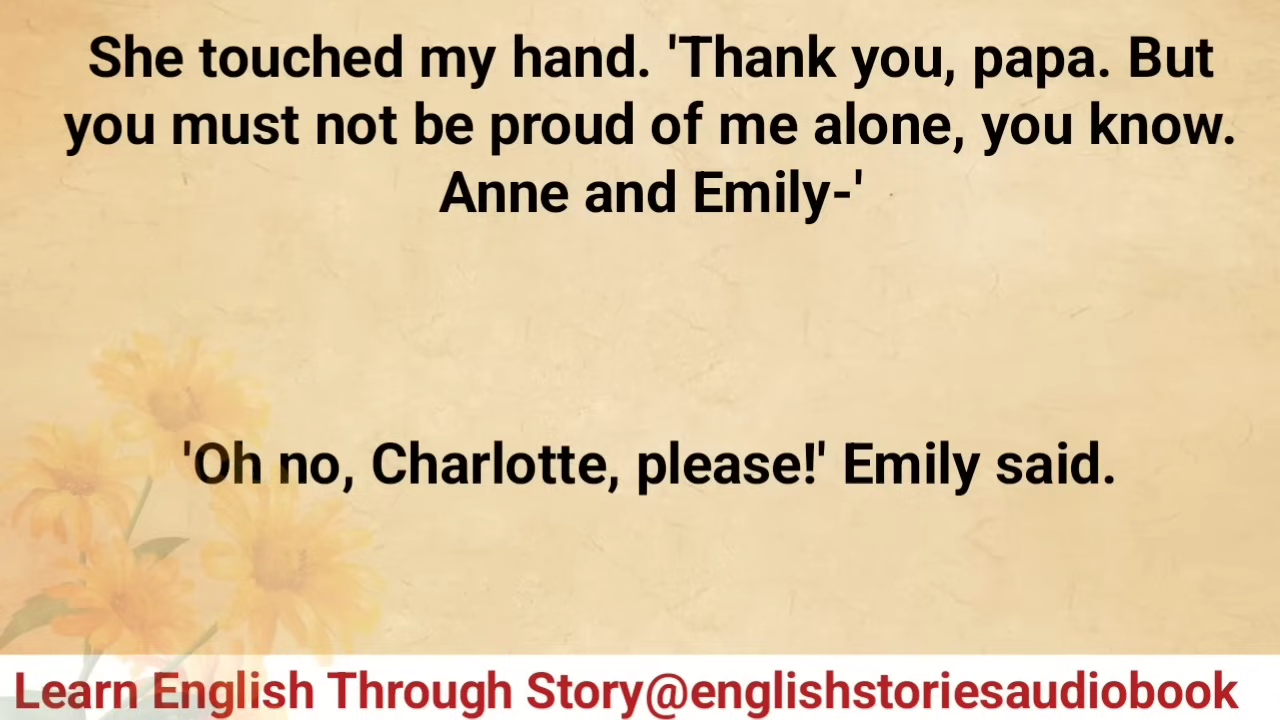 She touched my hand. 'Thank you, papa. But
you must not be proud of me alone, you know.
Anne and Emily-'
'Oh no, Charlotte, please!' Emily said.
Learn English Through Story@englishstoriesaudiobook